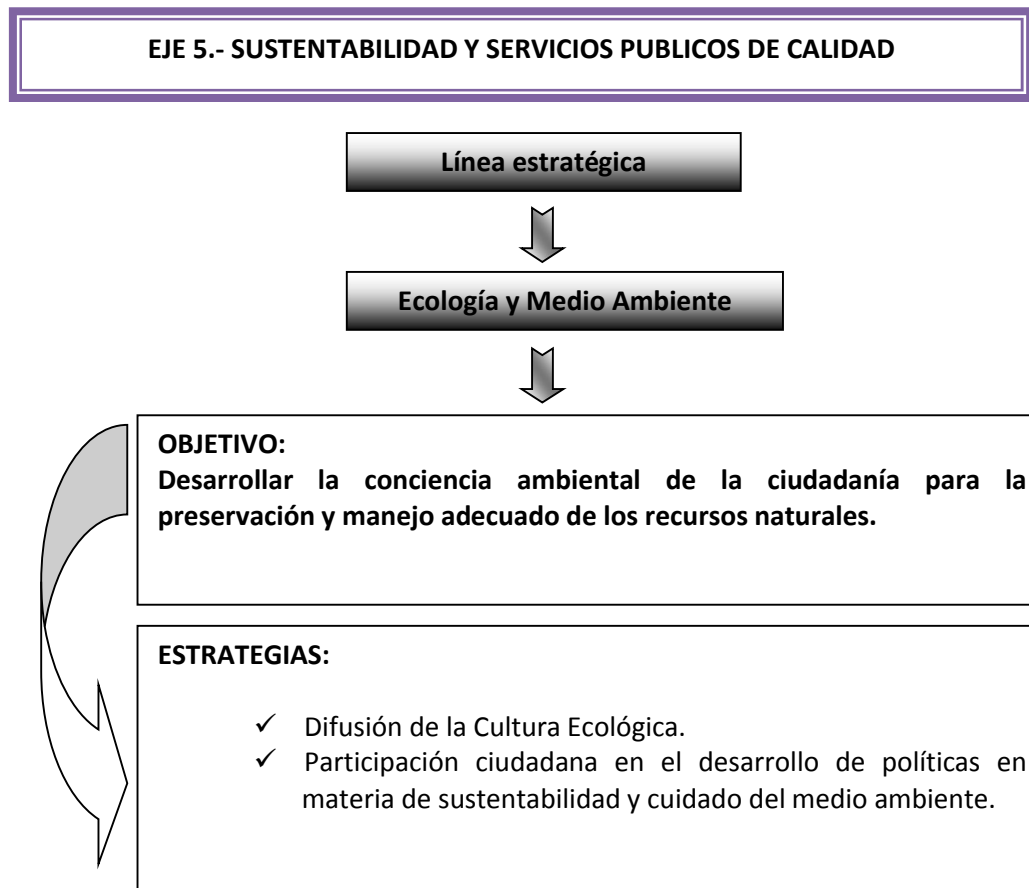 EJE 5.- SUSTENTABILIDAD Y SERVICIOS PUBLICOS DE CALIDAD
Línea estratégica
Ecología y Medio Ambiente
OBJETIVO:
Desarrollar la conciencia ambiental de la ciudadanía para la
preservación y manejo adecuado de los recursos naturales.
ESTRATEGIAS:
✓ Difusión de la Cultura Ecológica.
✓ Participación ciudadana en el desarrollo de políticas en
materia de sustentabilidad y cuidado del medio ambiente.